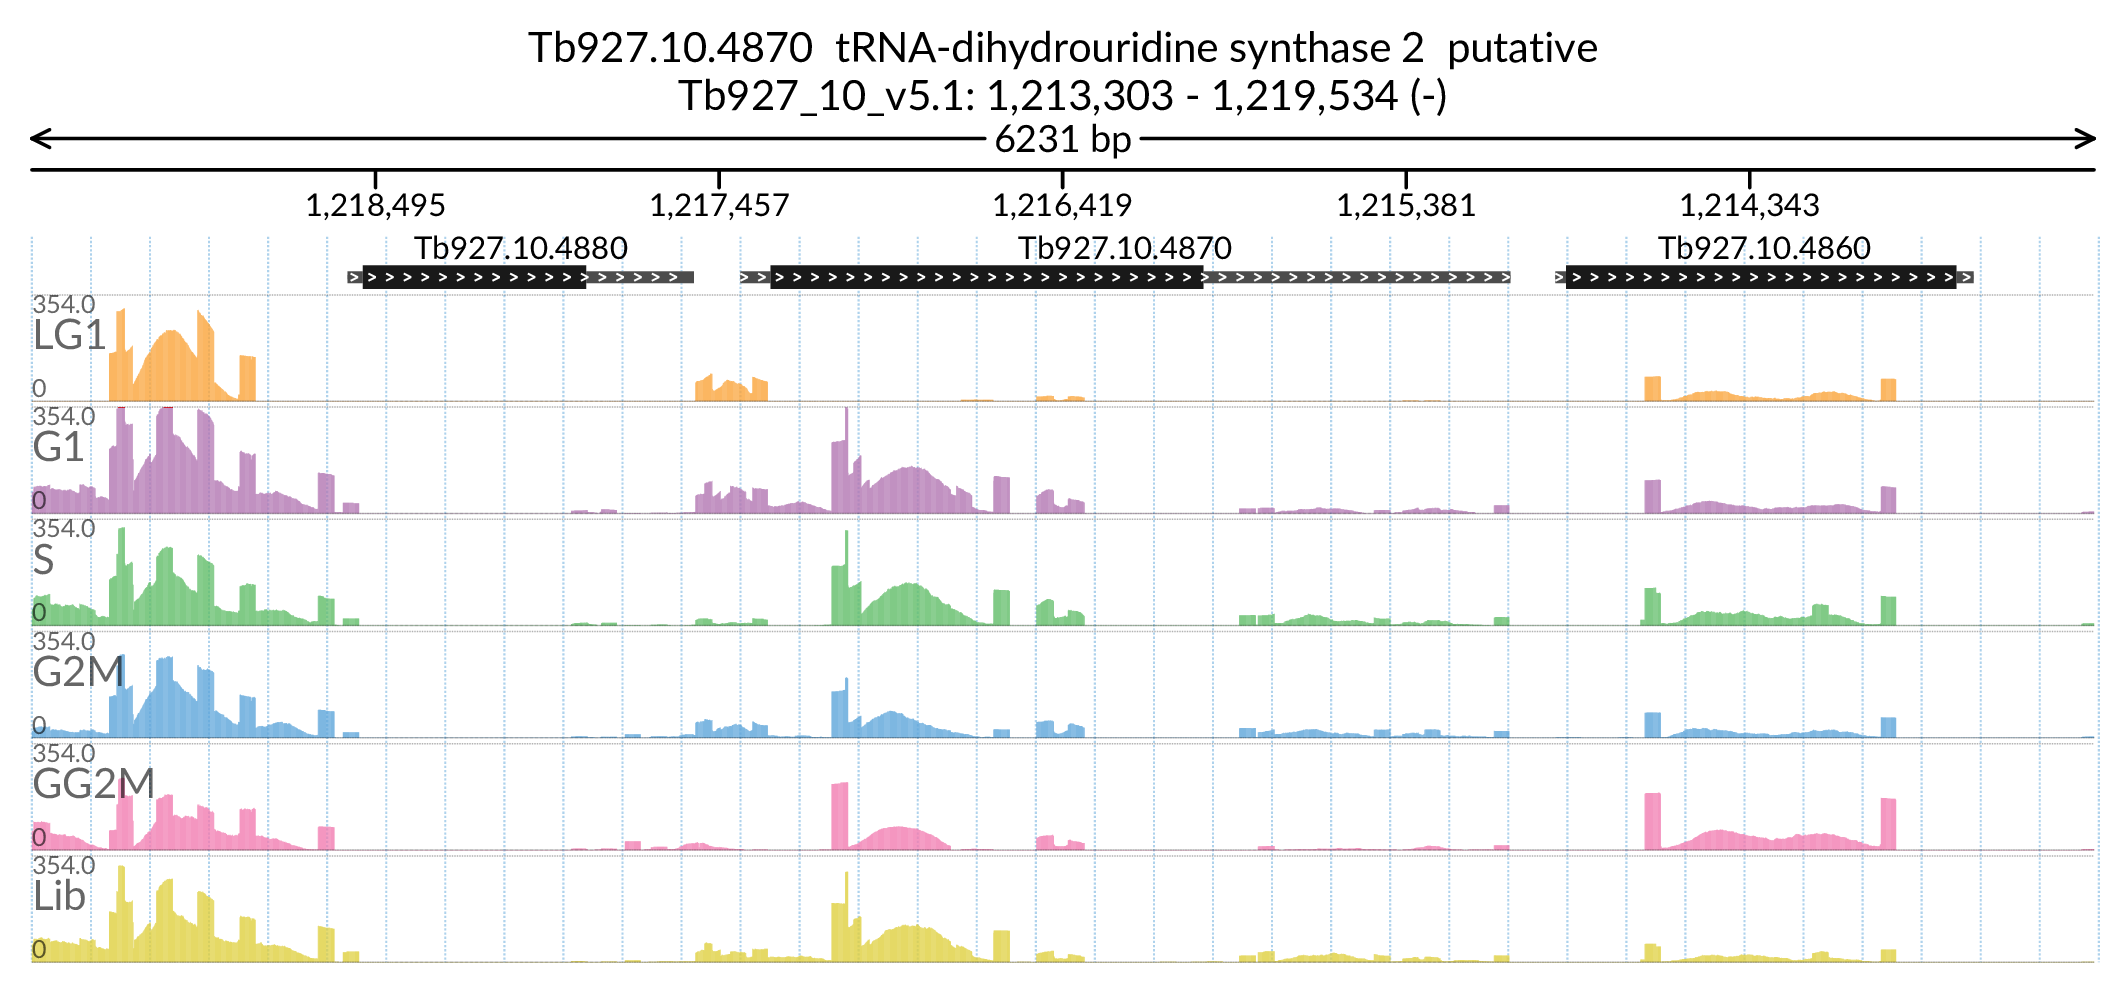 Tb927.10.4870 tRNA-dihydrouridine synthase 2 putative
Tb927_10_v5.1: 1,213,303 - 1,219,534 (-)
6231 bp
1,218,495 1,217,457 1,216,419 1,215,381 1,214,343
Tb927.10.4880 Tb927.10.4870 Tb927.10.4860
354.0
LG1
0
354.0
G1
0
354.0
S
0
354.0
G2M
0
354.0
GG2M
0
354.0
Lib
0